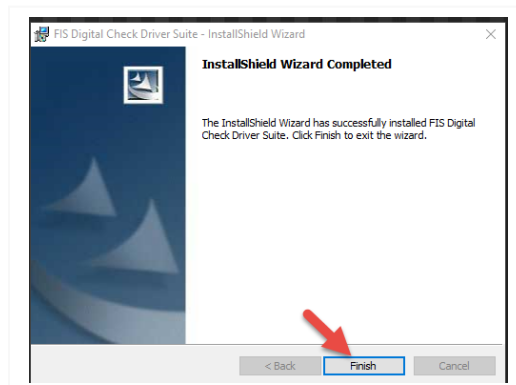 FIS Digital Check Driver Suite - InstallShield Wizard
InstallShield Wizard Completed
The InstallShield Wizard has successfully installed FIS Digital
Check Driver Suite. Click Finish to exit the wizard.
< Back
Finish
Cancel